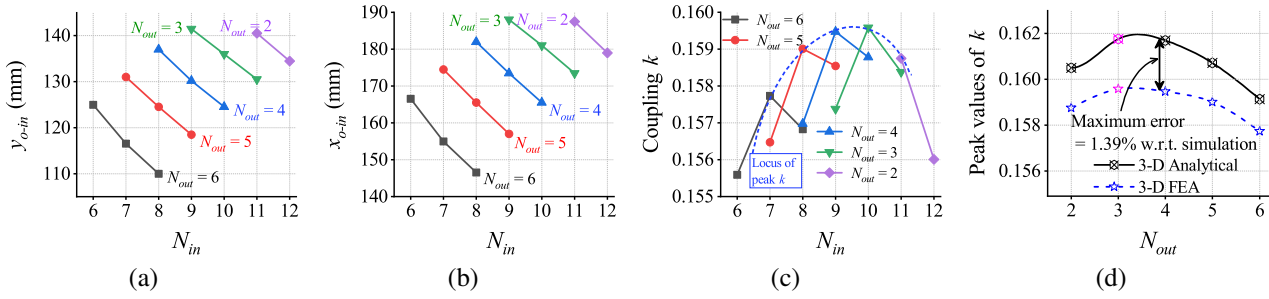 140
130
120
110
y_{o-in} (mm)
N_{out} = 3
N_{out} = 2
N_{out} = 4
N_{out} = 5
N_{out} = 6
6 7 8 9 10 11 12
N_{in}
(a)
190
180
170
160
150
140
x_{o-in} (mm)
N_{out} = 3
N_{out} = 2
N_{out} = 4
N_{out} = 5
N_{out} = 6
6 7 8 9 10 11 12
N_{in}
(b)
0.160
0.159
0.158
0.157
0.156
0.155
Coupling k
N_{out} = 6
N_{out} = 5
N_{out} = 4
N_{out} = 3
N_{out} = 2
Locus of
peak k
6 7 8 9 10 11 12
N_{in}
(c)
0.162
0.160
0.158
0.156
Peak values of k
Maximum error
= 1.39% w.r.t. simulation
3-D Analytical
3-D FEA
2 3 4 5 6
N_{out}
(d)